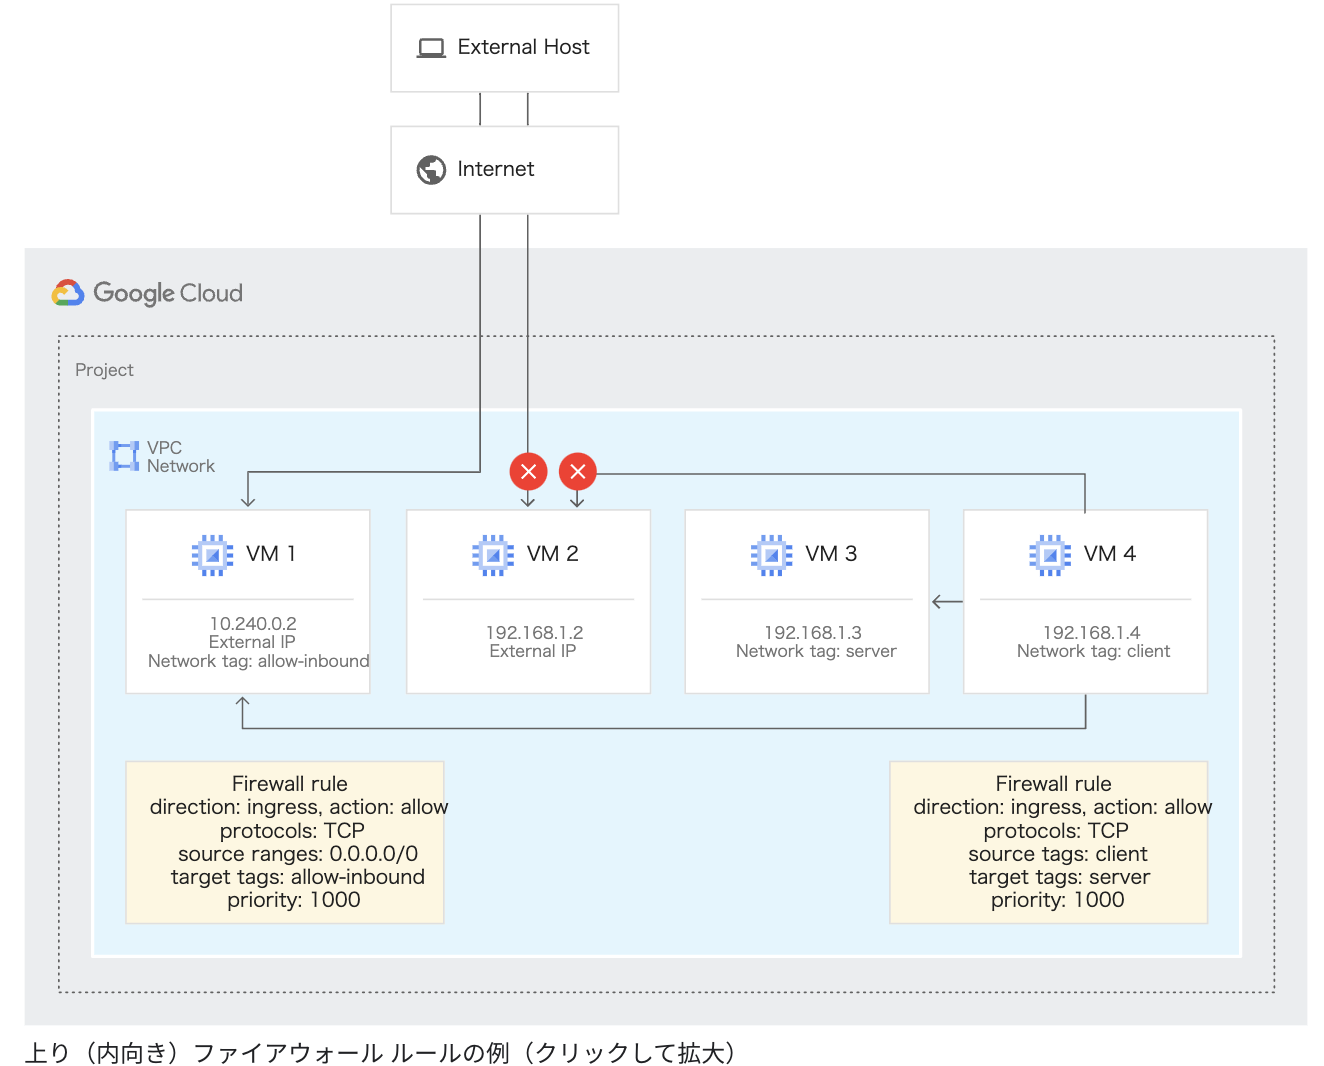 External Host
Internet
Google Cloud
Project
VPC
Network
VM 1
10.240.0.2
External IP
Network tag: allow-inbound
VM 2
192.168.1.2
External IP
VM 3
192.168.1.3
Network tag: server
VM 4
192.168.1.4
Network tag: client
Firewall rule
direction: ingress, action: allow
protocols: TCP
source ranges: 0.0.0.0/0
target tags: allow-inbound
priority: 1000
Firewall rule
direction: ingress, action: allow
protocols: TCP
source tags: client
target tags: server
priority: 1000
上り（内向き）ファイアウォール ルールの例（クリックして拡大）